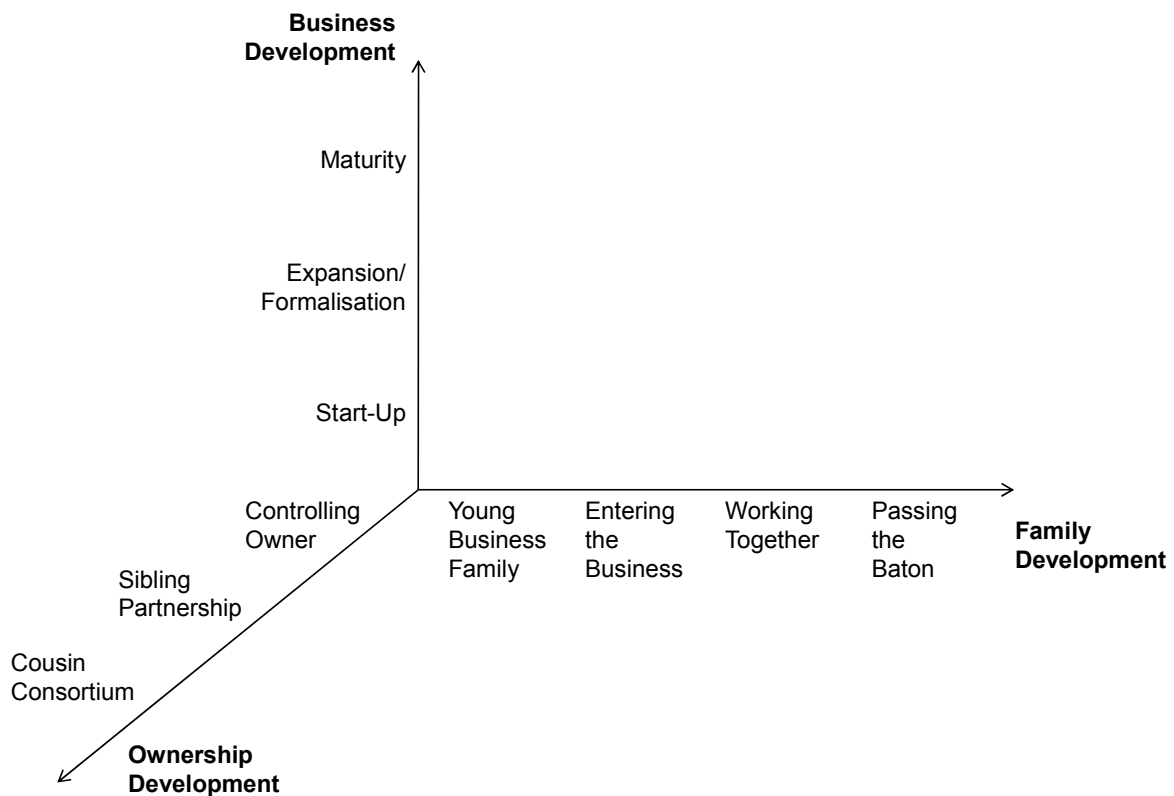 Business
Development
Maturity
Expansion/
Formalisation
Start-Up
Controlling
Owner
Sibling
Partnership
Cousin
Consortium
Ownership
Development
Young
Business
Family
Entering
the
Business
Working
Together
Passing
the
Baton
Family
Development